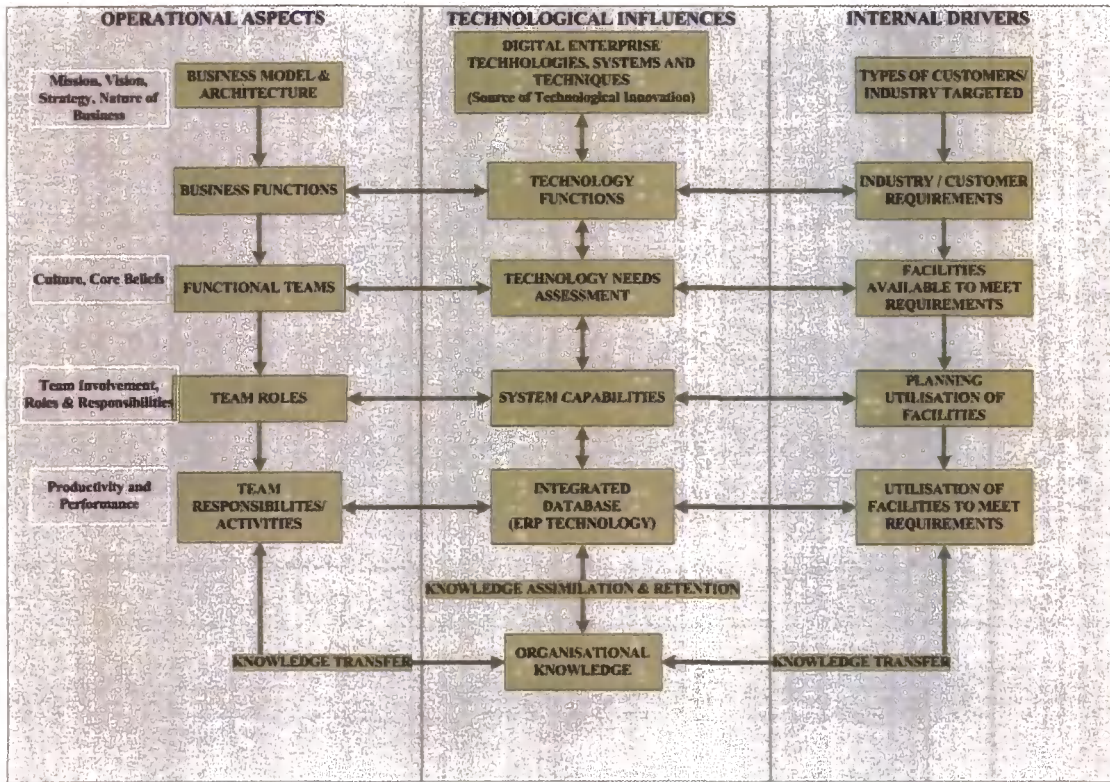 OPERATIONAL ASPECTS
TECHNOLOGICAL INFLUENCES
INTERNAL DRIVERS
Mission, Vision,
Strategy, Nature of
Business
BUSINESS MODEL &
ARCHITECTURE
DIGITAL ENTERPRISE
TECHNOLOGIES, SYSTEMS AND
TECHNIQUES
(Source of Technological Innovation)
TYPES OF CUSTOMERS/
INDUSTRY TARGETED
BUSINESS FUNCTIONS
TECHNOLOGY
FUNCTIONS
INDUSTRY / CUSTOMER
REQUIREMENTS
Culture, Core Beliefs
FUNCTIONAL TEAMS
TECHNOLOGY NEEDS
ASSESSMENT
FACILITIES
AVAILABLE TO MEET
REQUIREMENTS
Team Involvement,
Roles & Responsibilities
TEAM ROLES
SYSTEM CAPABILITIES
PLANNING
UTILISATION OF
FACILITIES
Productivity and
Performance
TEAM
RESPONSIBILITES/
ACTIVITIES
INTEGRATED
DATABASE
(ERP TECHNOLOGY)
UTILISATION OF
FACILITIES TO MEET
REQUIREMENTS
KNOWLEDGE ASSIMILATION & RETENTION
KNOWLEDGE TRANSFER
ORGANISATIONAL
KNOWLEDGE
KNOWLEDGE TRANSFER